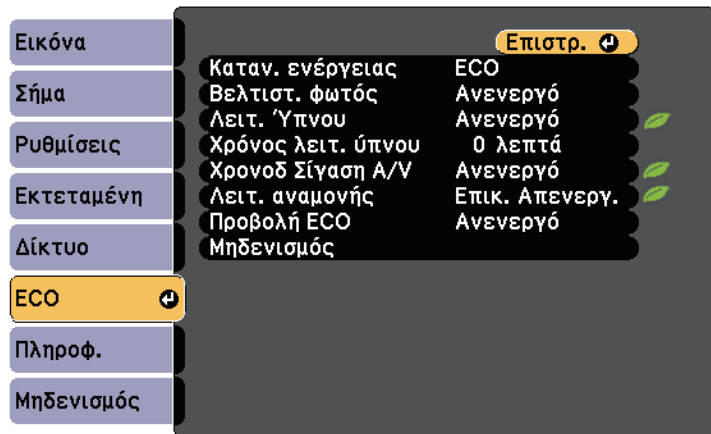 Εικόνα
Σήμα
Ρυθμίσεις
Εκτεταμένη
Δίκτυο
ECO
Πληροφ.
Μηδενισμός
Επιστρ.
Καταν. ενέργειας ECO
Βελτιστ. φωτός Ανενεργό
Λειτ. Ύπνου Ανενεργό
Χρόνος λειτ. ύπνου 0 λεπτά
Χρονοδ Σίγαση A/V Ανενεργό
Λειτ. αναμονής Επικ. Απενεργ.
Προβολή ECO Ανενεργό
Μηδενισμός